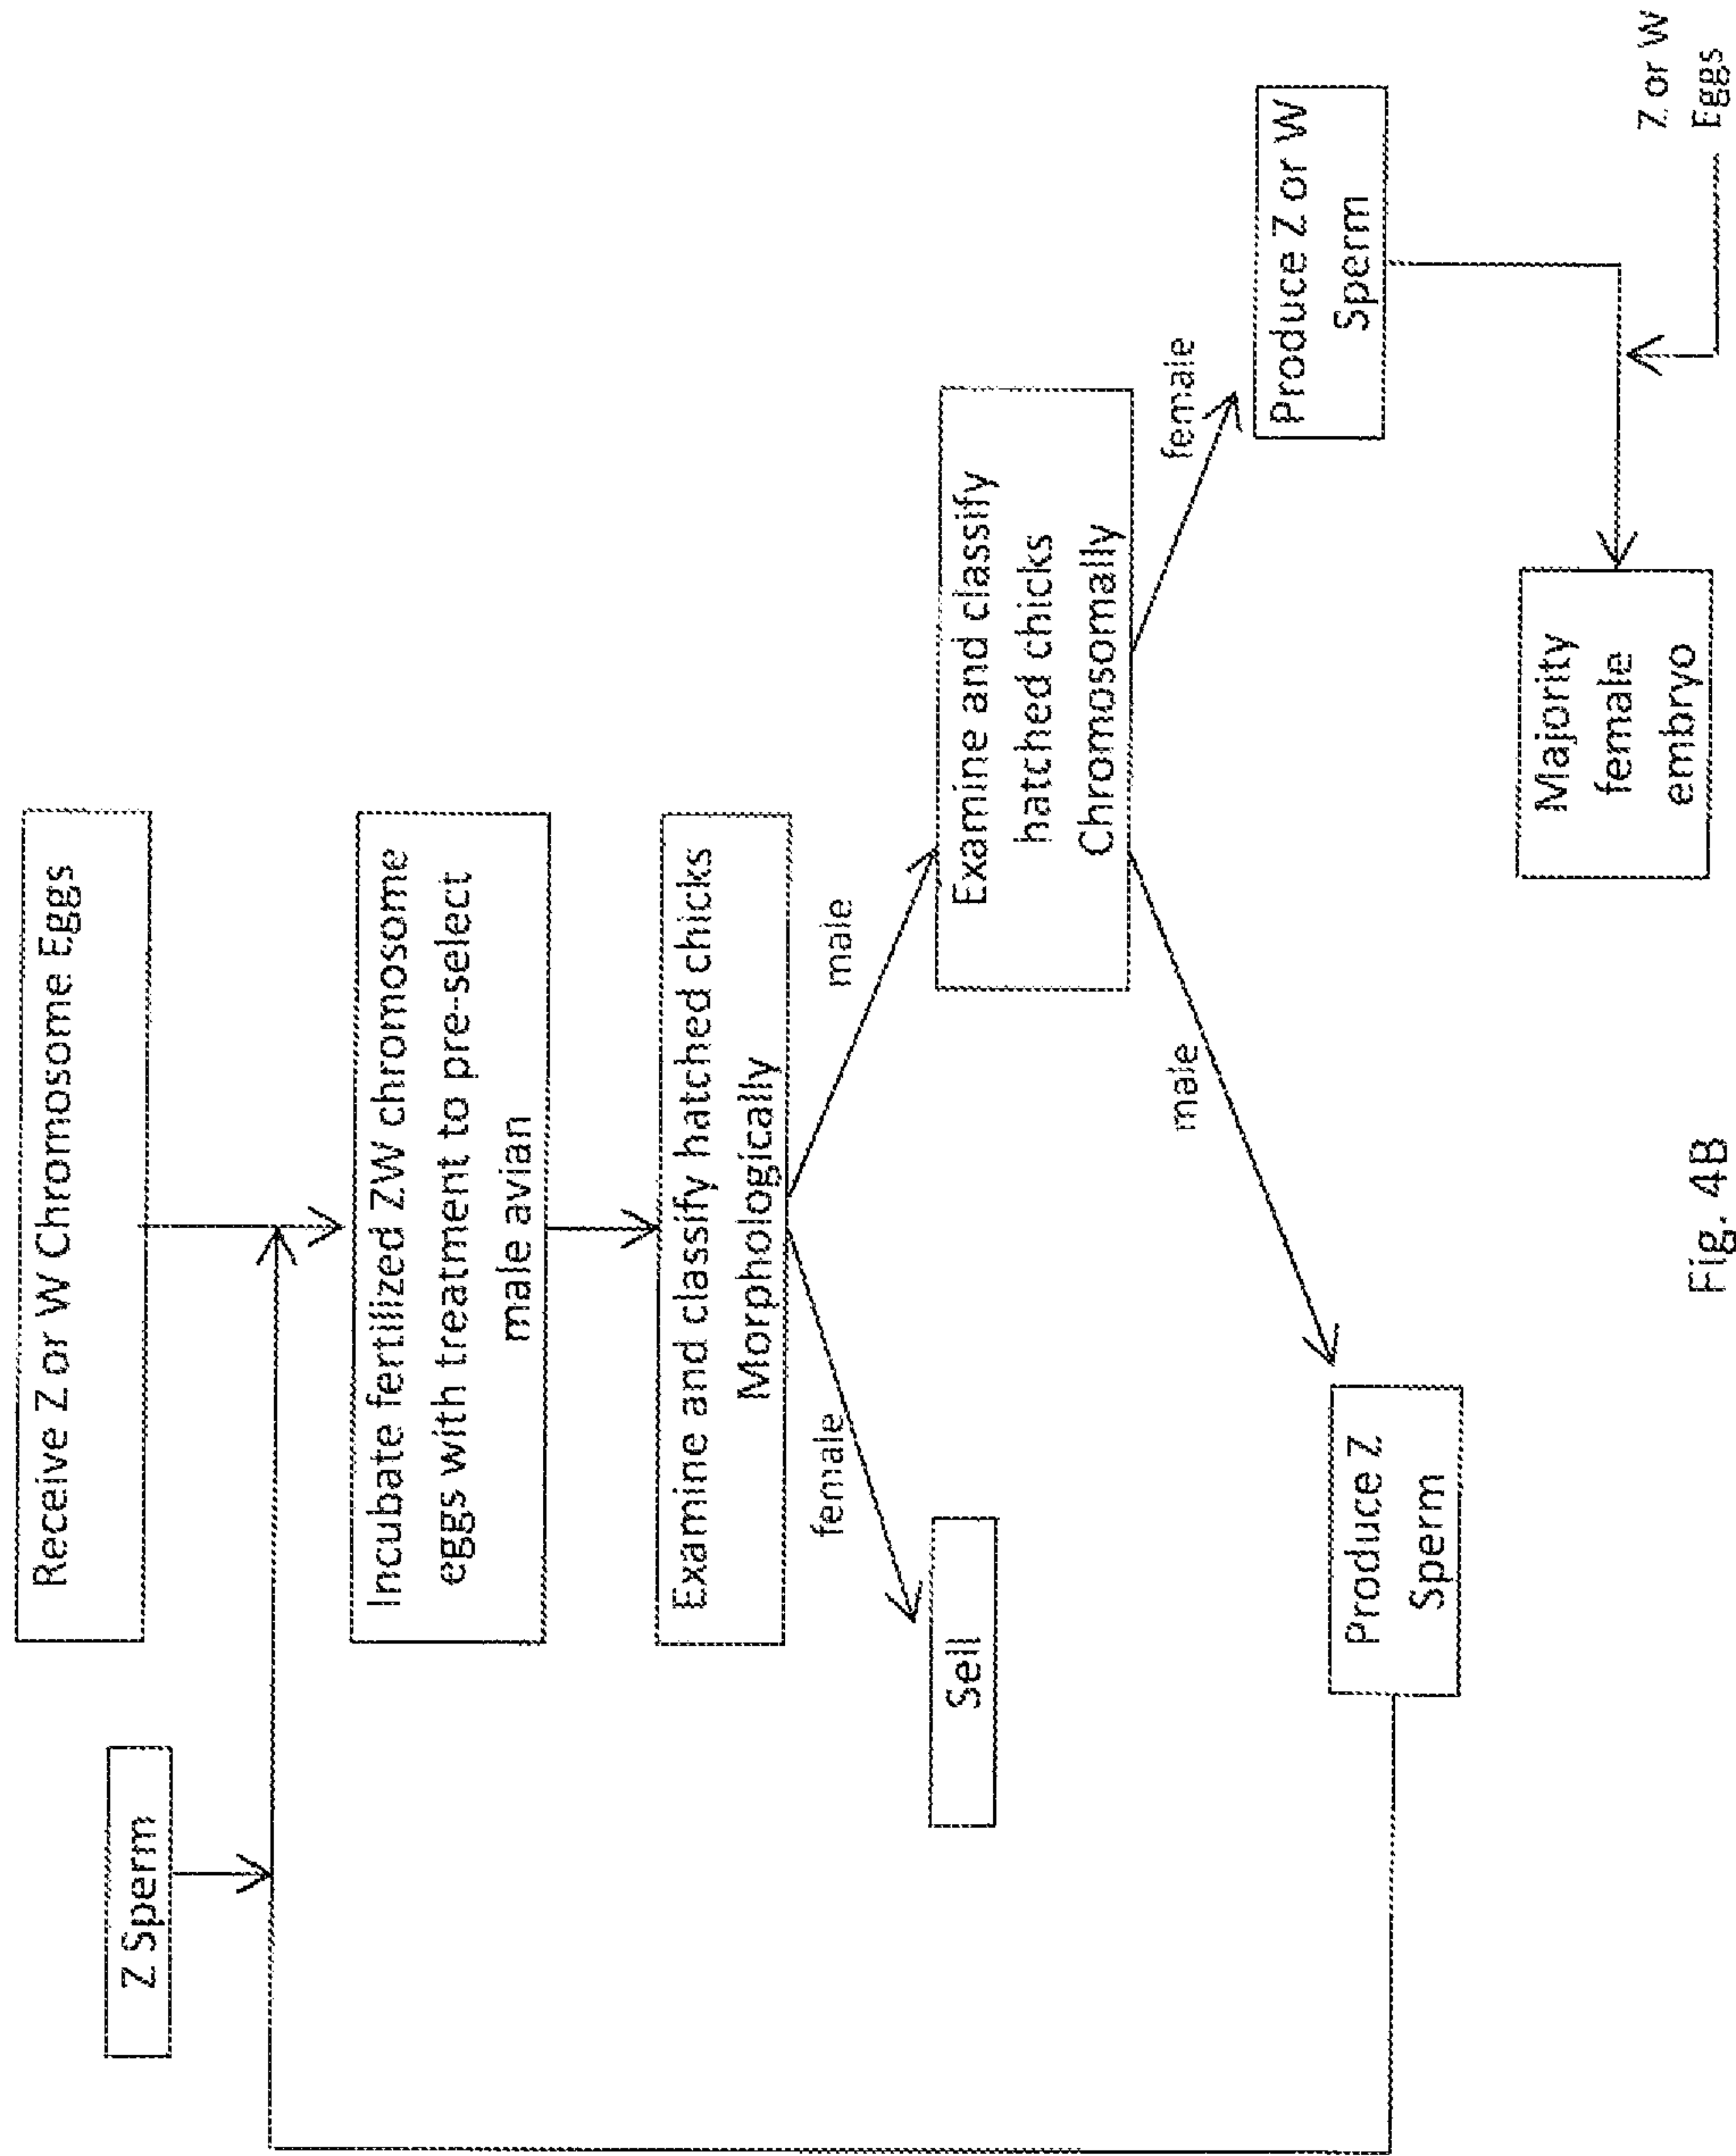 Receive Z or W Chromosome Eggs
Z Sperm
Incubate fertilized ZW chromosome
eggs with treatment to pre-select
male avian
Examine and classify hatched chicks
Morphologically
female
male
Sell
Examine and classify
hatched chicks
Chromosomally
male
female
Produce Z
Sperm
Produce Z or W
Sperm
Majority
female
embryo
Z or W
Eggs
Fig. 4B